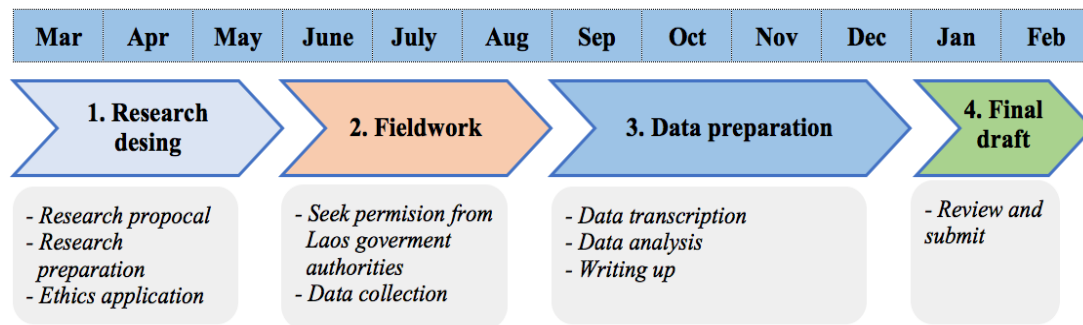 Mar Apr May June July Aug Sep Oct Nov Dec Jan Feb
1. Research
desing
2. Fieldwork
3. Data preparation
4. Final
draft
- Research propocal
- Research
preparation
- Ethics application
- Seek permision from
Laos goverment
authorities
- Data collection
- Data transcription
- Data analysis
- Writing up
- Review and
submit